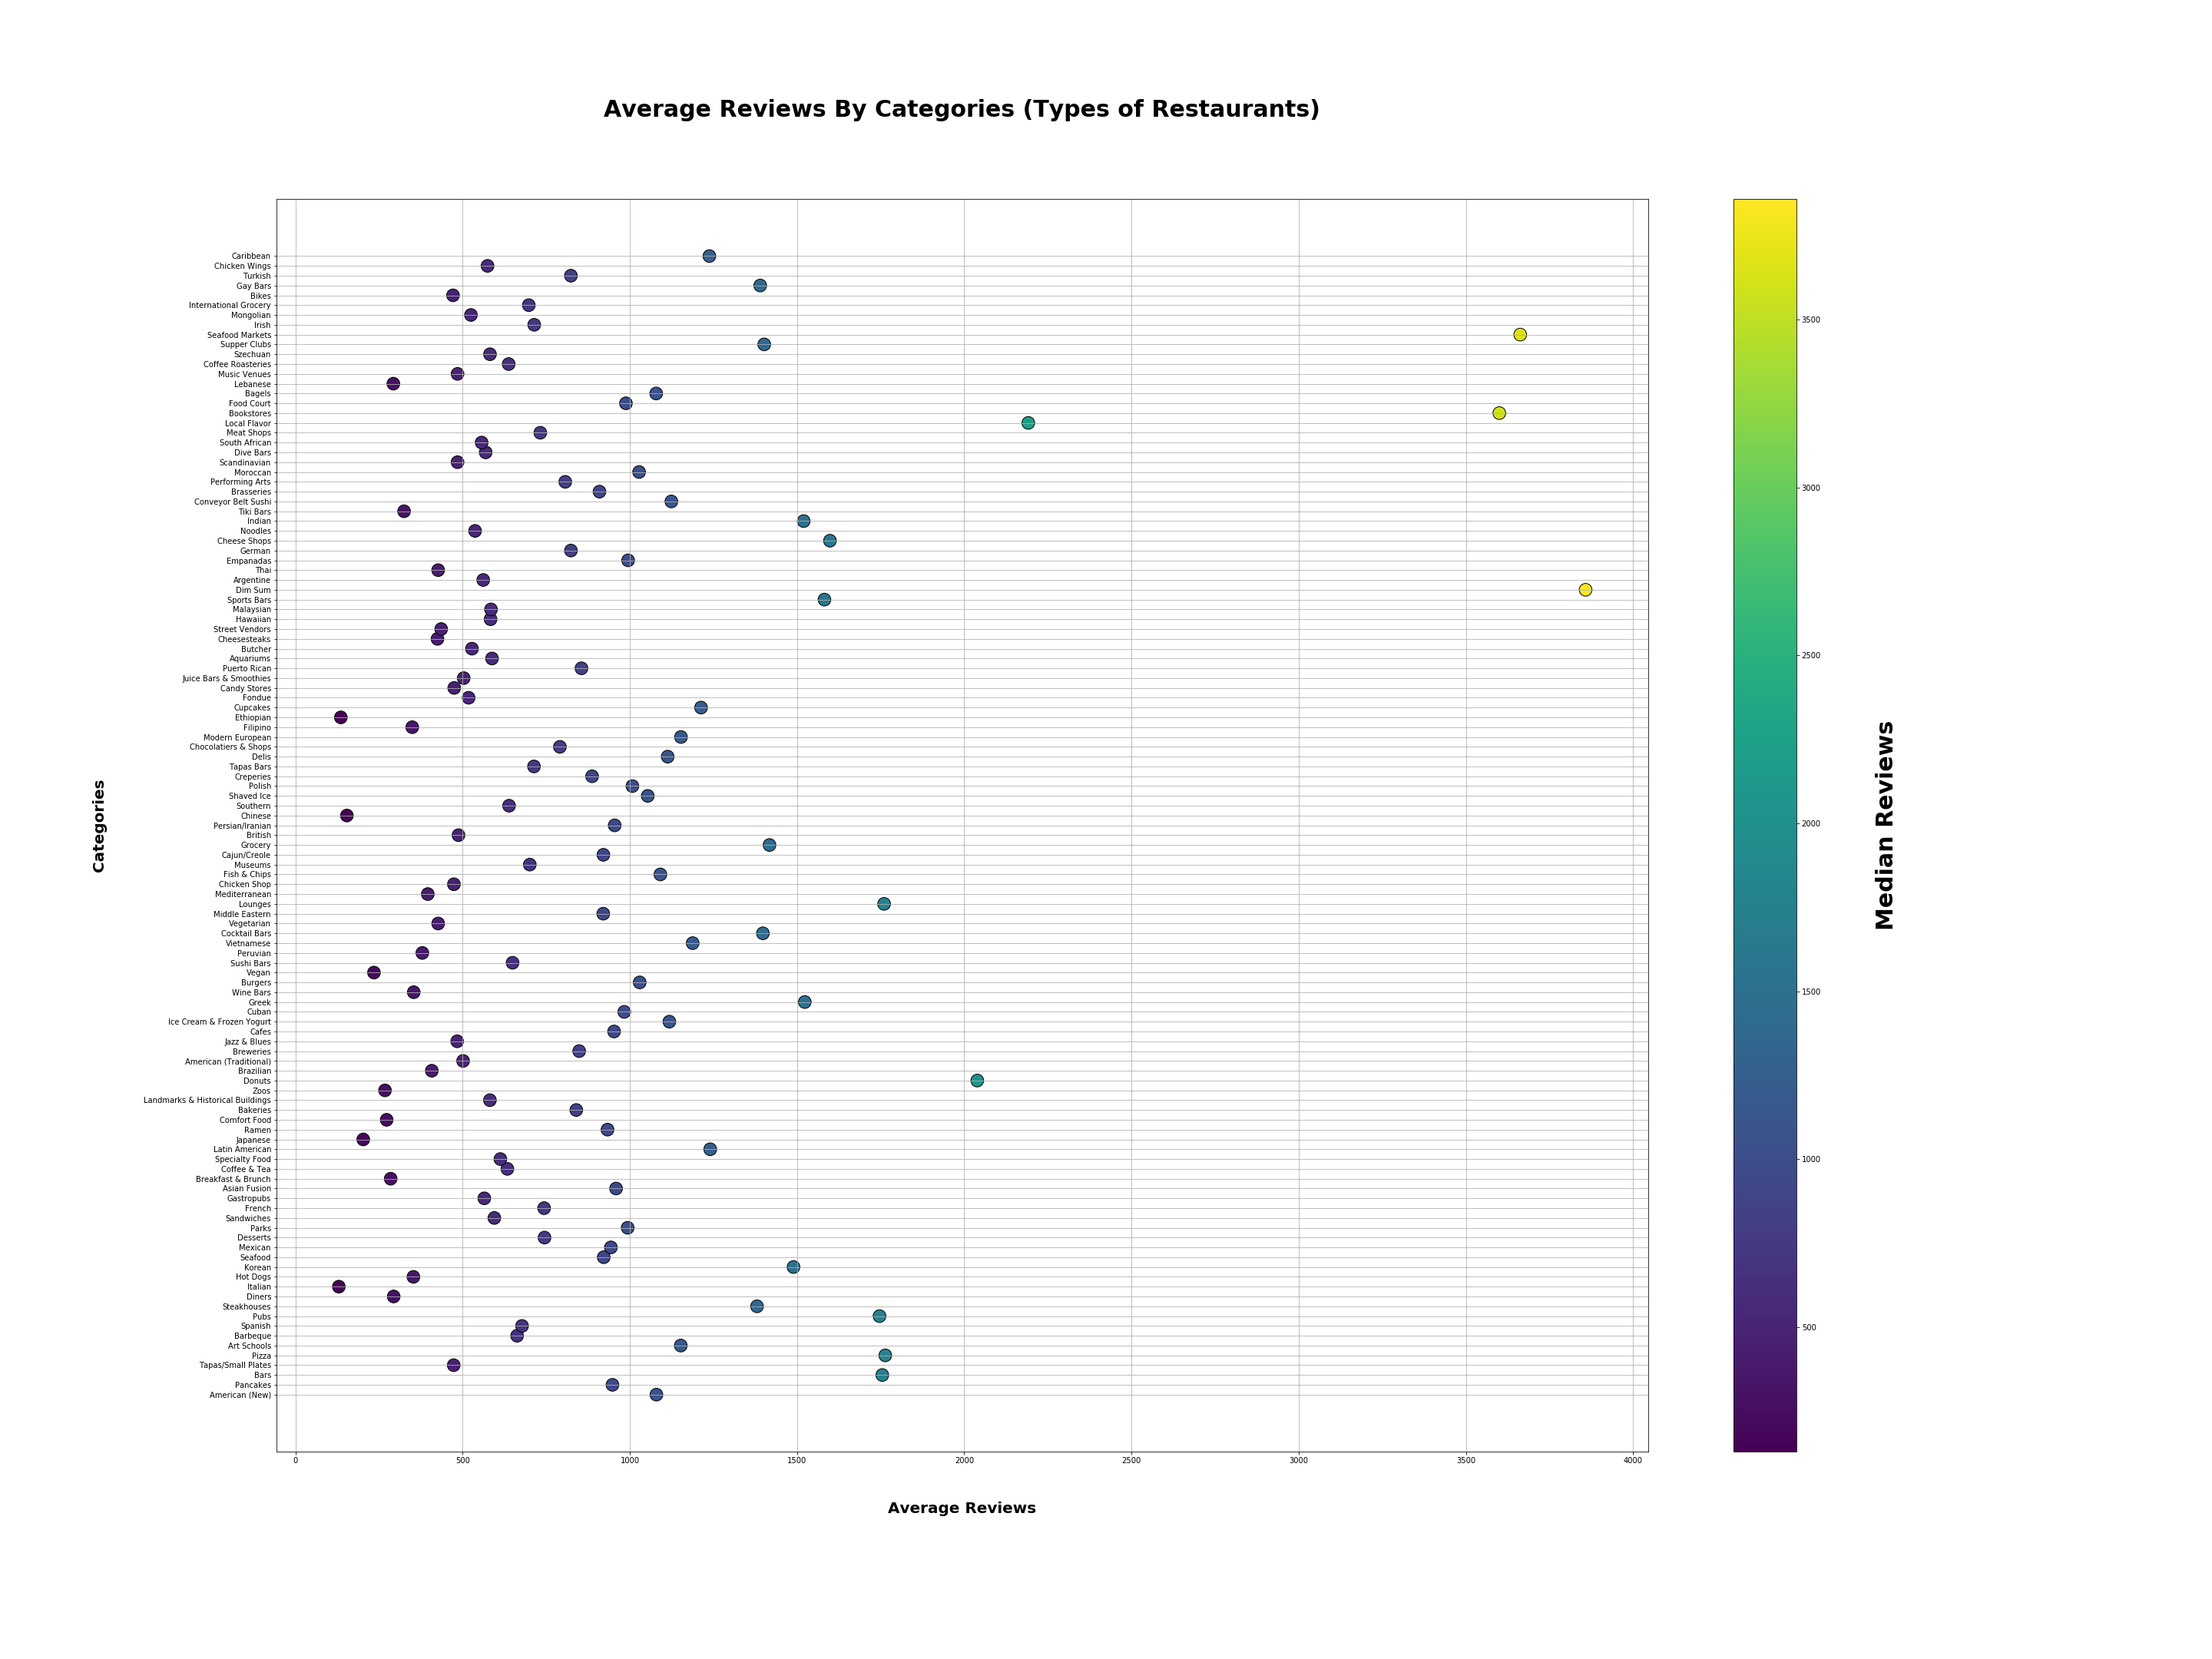 Average Reviews By Categories (Types of Restaurants)
Caribbean
Chicken Wings
Turkish
Gay Bars
Bikes
International Grocery
Mongolian
Irish
Seafood Markets
Supper Clubs
Szechuan
Coffee Roasteries
Music Venues
Lebanese
Bagels
Food Court
Bookstores
Local Flavor
Meat Shops
South African
Dive Bars
Scandinavian
Moroccan
Performing Arts
Brasseries
Conveyor Belt Sushi
Tiki Bars
Indian
Noodles
Cheese Shops
German
Empanadas
Thai
Argentine
Dim Sum
Sports Bars
Malaysian
Hawaiian
Street Vendors
Cheesesteaks
Butcher
Aquariums
Puerto Rican
Juice Bars & Smoothies
Candy Stores
Fondue
Cupcakes
Ethiopian
Filipino
Modern European
Chocolatiers & Shops
Delis
Tapas Bars
Creperies
Polish
Shaved Ice
Southern
Chinese
Persian/Iranian
British
Grocery
Cajun/Creole
Museums
Fish & Chips
Chicken Shop
Mediterranean
Lounges
Middle Eastern
Vegetarian
Cocktail Bars
Vietnamese
Peruvian
Sushi Bars
Vegan
Burgers
Wine Bars
Greek
Cuban
Ice Cream & Frozen Yogurt
Cafes
Jazz & Blues
Breweries
American (Traditional)
Brazilian
Donuts
Zoos
Landmarks & Historical Buildings
Bakeries
Comfort Food
Ramen
Japanese
Latin American
Specialty Food
Coffee & Tea
Breakfast & Brunch
Asian Fusion
Gastropubs
French
Sandwiches
Parks
Desserts
Mexican
Seafood
Korean
Hot Dogs
Italian
Diners
Steakhouses
Pubs
Spanish
Barbeque
Art Schools
Pizza
Tapas/Small Plates
Bars
Pancakes
American (New)
Categories
0 500 1000 1500 2000 2500 3000 3500 4000
Average Reviews
3500
3000
2500
2000
1500
1000
500
Median Reviews